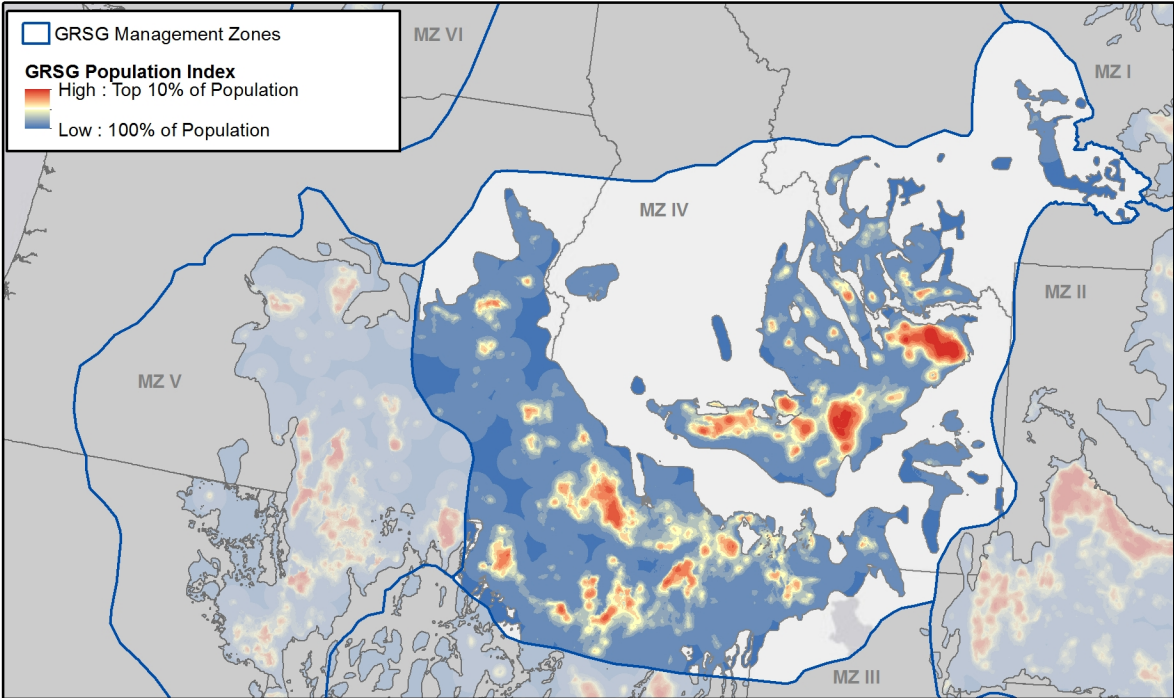 GRSG Management Zones
GRSG Population Index
High : Top 10% of Population
Low : 100% of Population
MZ VI
MZ I
MZ IV
MZ II
MZ V
MZ III